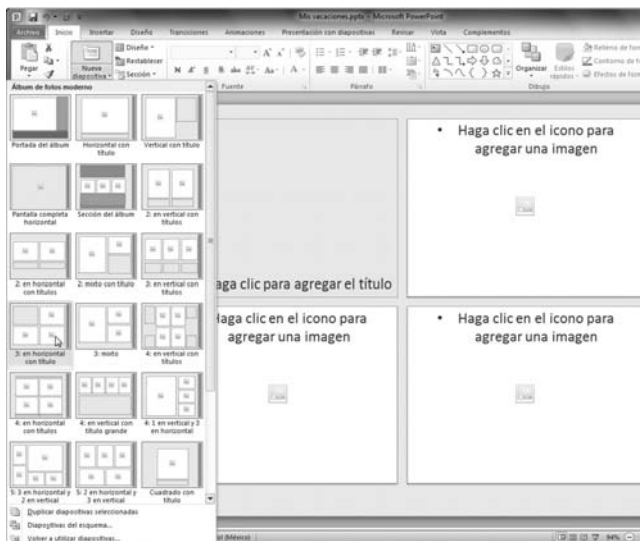 Mis vacaciones.pptx - Microsoft PowerPoint
Archivo Inicio Insertar Diseño Transiciones Animaciones Presentación con diapositivas Revisar Vista Complementos
Pegar
Nueva diapositiva
Diseño
Restablecer
Sección
Fuente
Párrafo
Organizar
Estilos rápidos
Relleno de for
Contorno de f
Efectos de for
Dibujo
Álbum de fotos moderno
Portada del álbum
Horizontal con título
Vertical con título
Pantalla completa horizontal
Sección del álbum
2: en vertical con títulos
2: en horizontal con títulos
2: mixto con título
3: en vertical con títulos
3: en horizontal con título
3: mixto
4: en vertical con títulos
4: en horizontal con títulos
4: en vertical con título grande
4: 1 en vertical y 3 en horizontal
5: 3 en horizontal y 2 en vertical
5: 2 en horizontal y 3 en vertical
Cuadrado con título
Duplicar diapositivas seleccionadas
Diapositivas del esquema...
Volver a utilizar diapositivas...
aga clic para agregar el título
• Haga clic en el icono para
agregar una imagen
Haga clic en el icono para
agregar una imagen
• Haga clic en el icono para
agregar una imagen
(México)
94%